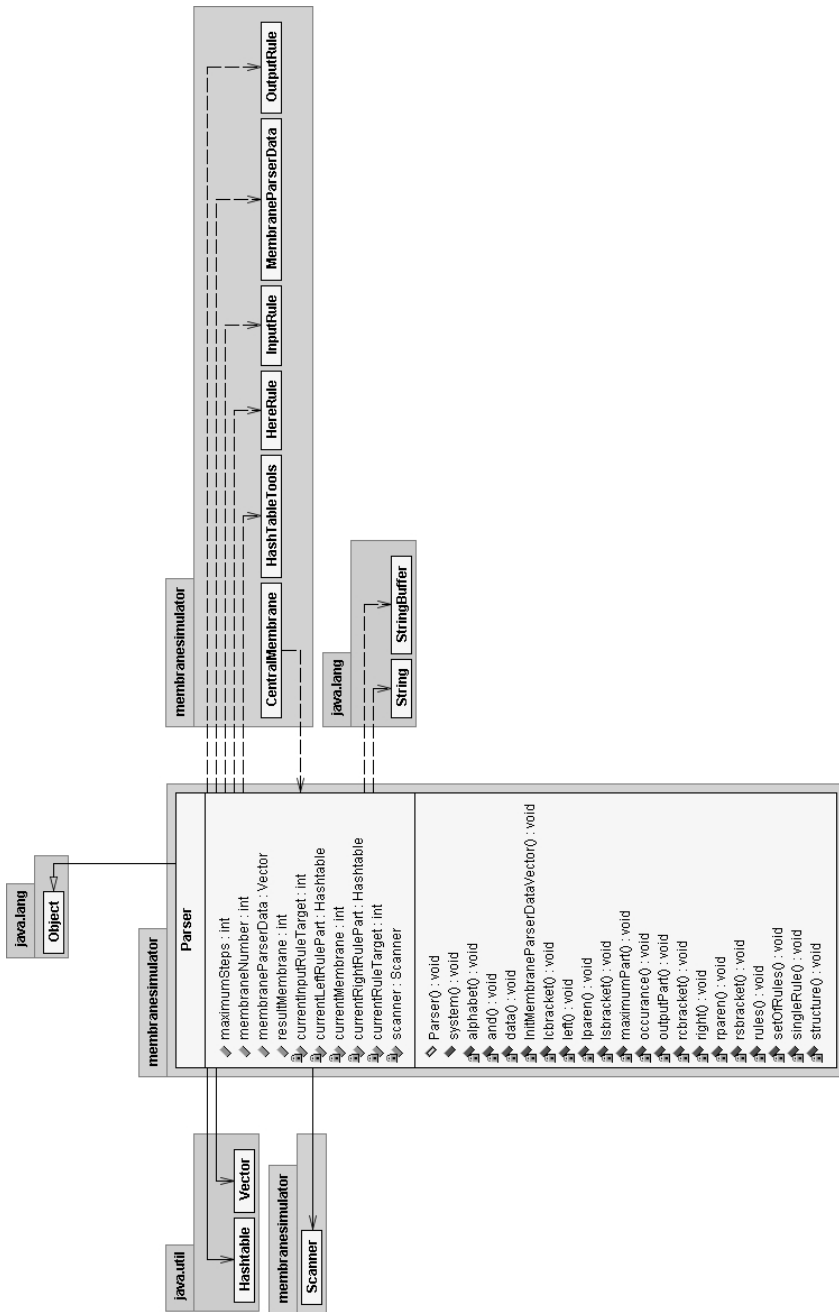 java.lang
Object
java.util
Hashtable
Vector
membranesimulator
Scanner
membranesimulator
Parser
maximumSteps : int
membraneNumber : int
membraneParserData : Vector
resultMembrane : int
currentInputRuleTarget : int
currentLeftRulePart : Hashtable
currentMembrane : int
currentRightRulePart : Hashtable
currentRuleTarget : int
scanner : Scanner
Parser() : void
system() : void
alphabet() : void
and() : void
data() : void
InitMembraneParserDataVector() : void
lcbracket() : void
left() : void
lparen() : void
lsbracket() : void
maximumPart() : void
occurance() : void
outputPart() : void
rcbracket() : void
right() : void
rparen() : void
rsbracket() : void
rules() : void
setOfRules() : void
singleRule() : void
structure() : void
membranesimulator
CentralMembrane
HashTableTools
HereRule
InputRule
MembraneParserData
OutputRule
java.lang
String
StringBuffer